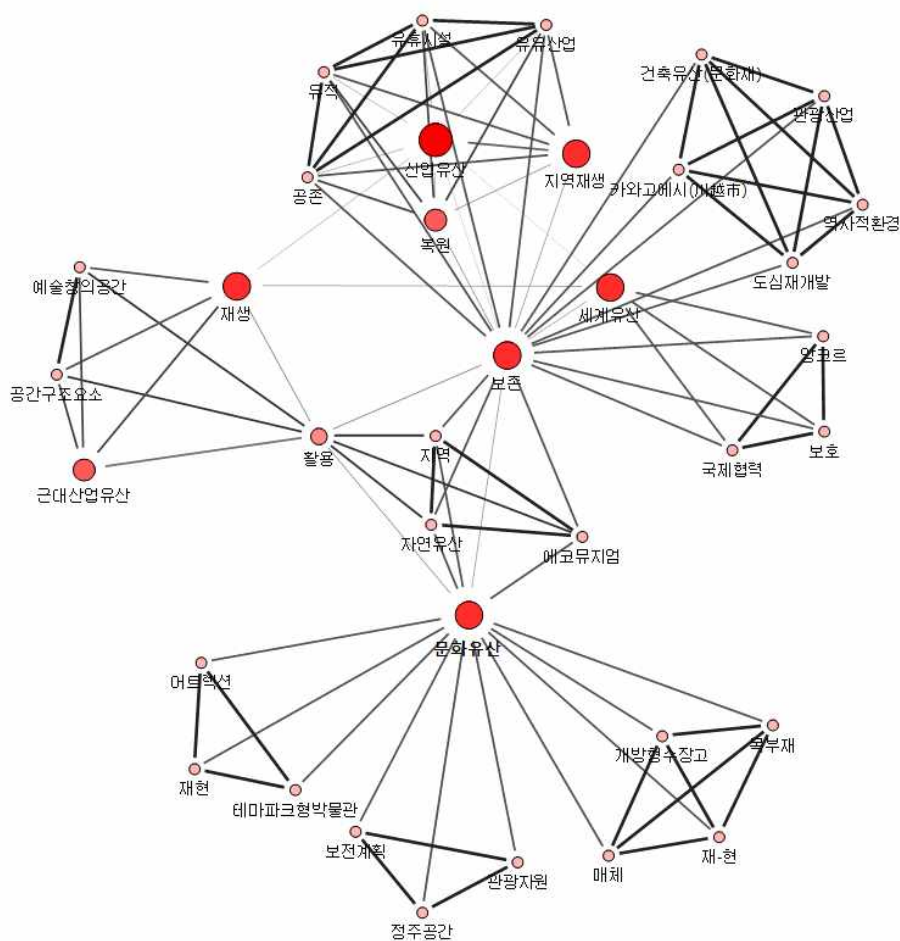 유휴시설
유휴산업
건축유산(문화재)
유적
관광산업
산업유산
지역재생
카와고에시(川越市)
공존
역사적환경
복원
도심재개발
예술창의공간
재생
세계유산
앙코르
보존
공간구조요소
활용
지역
보호
국제협력
근대산업유산
자연유산
에코뮤지엄
문화유산
어트랙션
개방형수장고
목부재
재현
테마파크형박물관
보전계획
관광자원
매체
재-현
정주공간